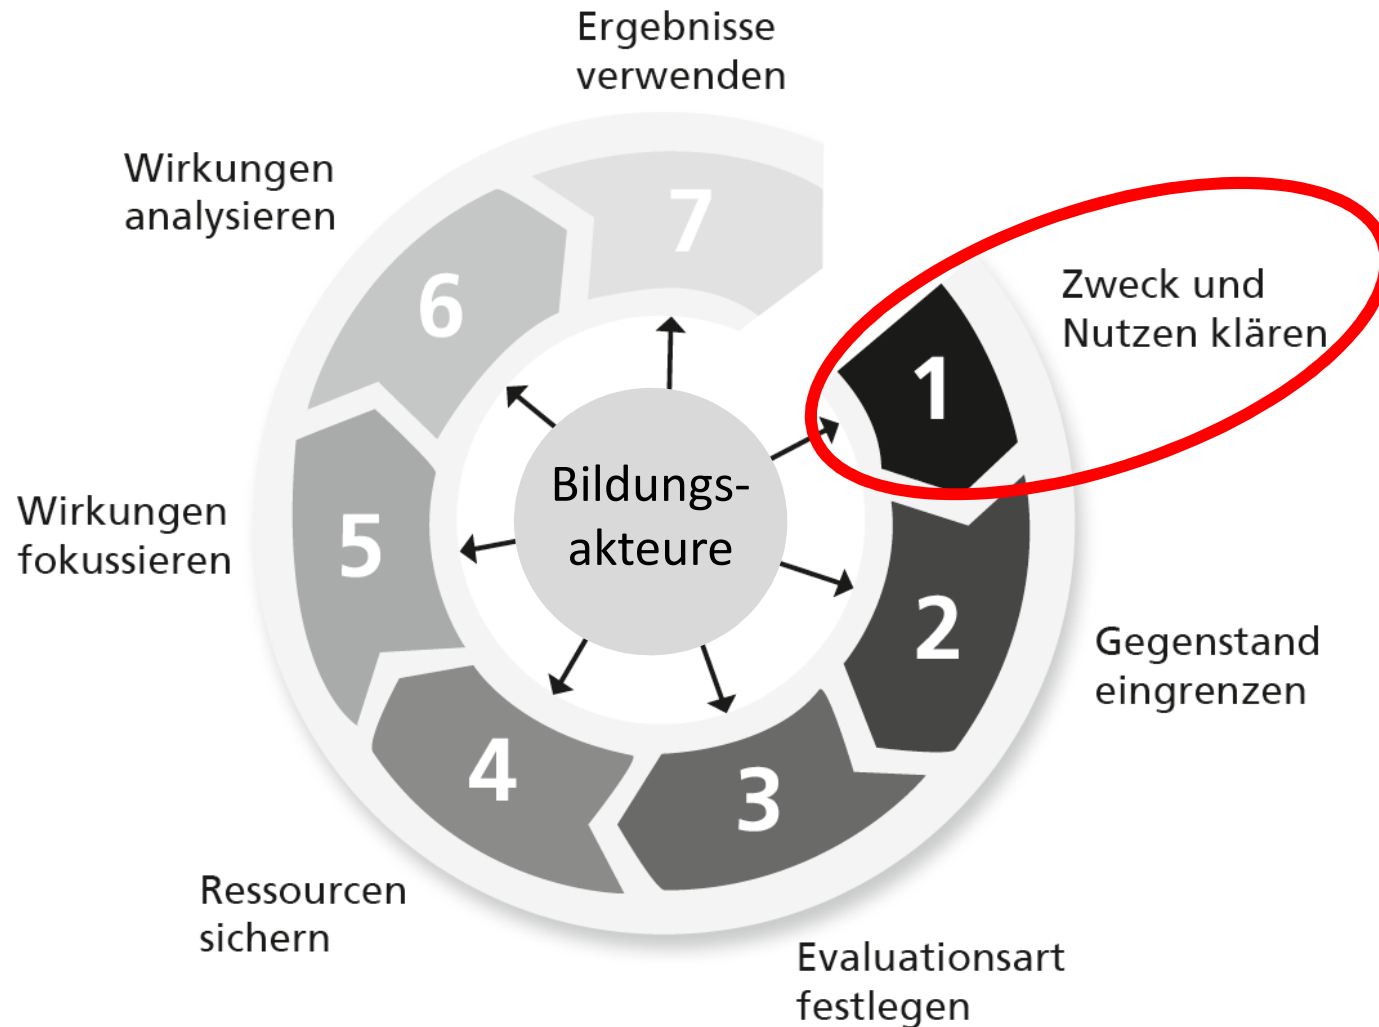 Ergebnisse
verwenden
Wirkungen
analysieren
7
6
Zweck und
Nutzen klären
1
Bildungs-
akteure
Wirkungen
fokussieren
5
2
Gegenstand
eingrenzen
4
3
Ressourcen
sichern
Evaluationsart
festlegen